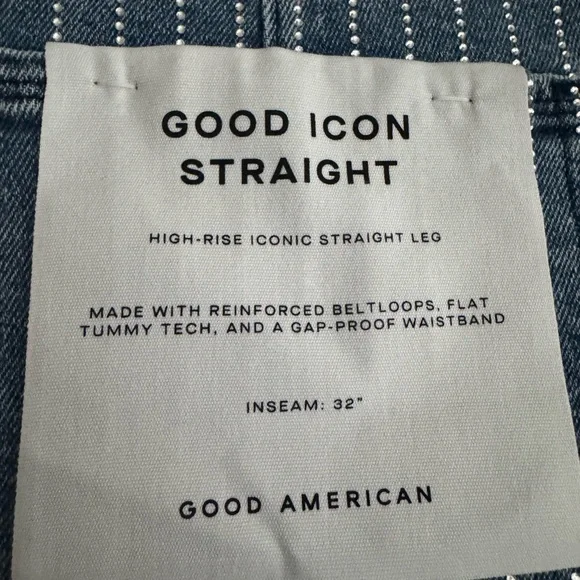 GOOD ICON
STRAIGHT
HIGH-RISE ICONIC STRAIGHT LEG
MADE WITH REINFORCED BELTLOOPS, FLAT
TUMMY TECH, AND A GAP-PROOF WAISTBAND
INSEAM: 32"
GOOD AMERICAN